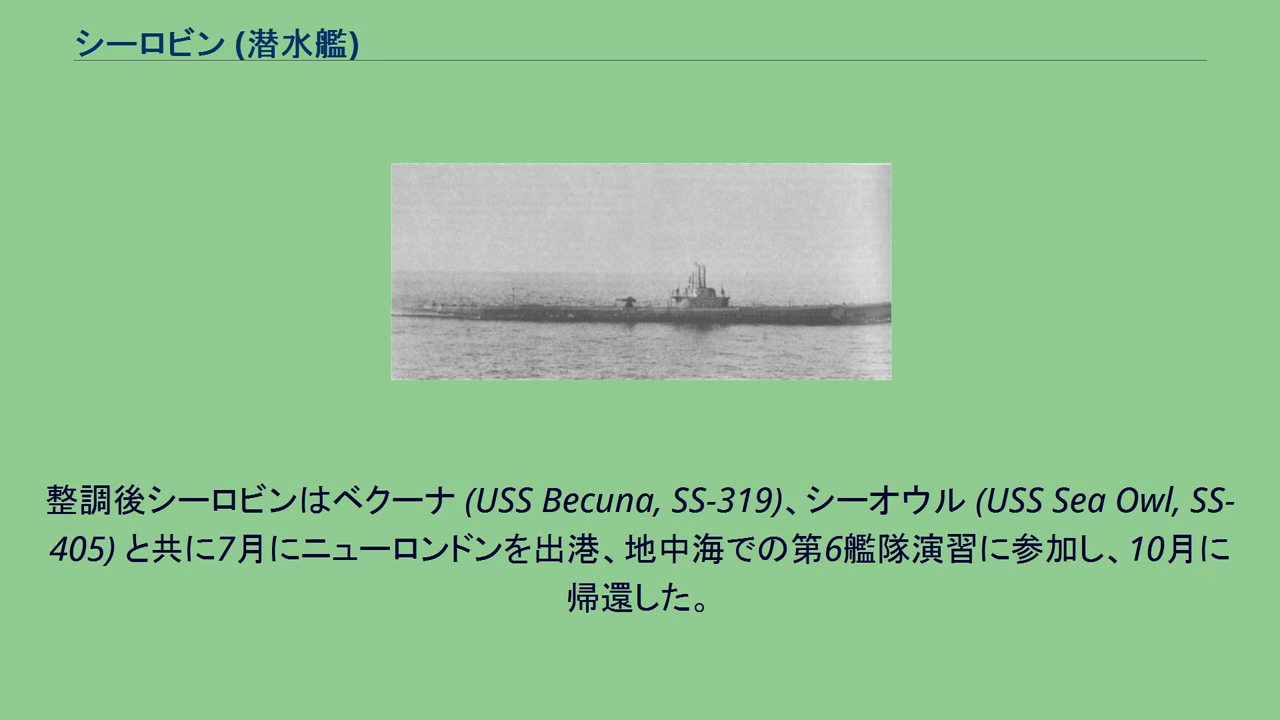 シーロビン (潜水艦)
整調後シーロビンはベクーナ (USS Becuna, SS-319)、シーオウル (USS Sea Owl, SS-
405) と共に7月にニューロンドンを出港、地中海での第6艦隊演習に参加し、10月に
帰還した。